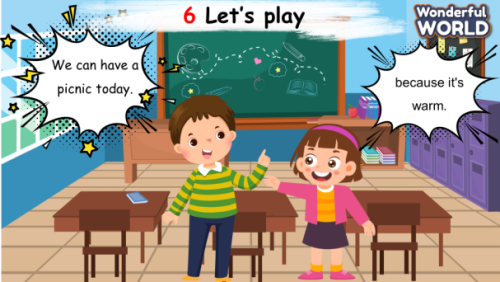 6 Let's play
Wonderful
WORLD
We can have a
picnic today.
because it's
warm.